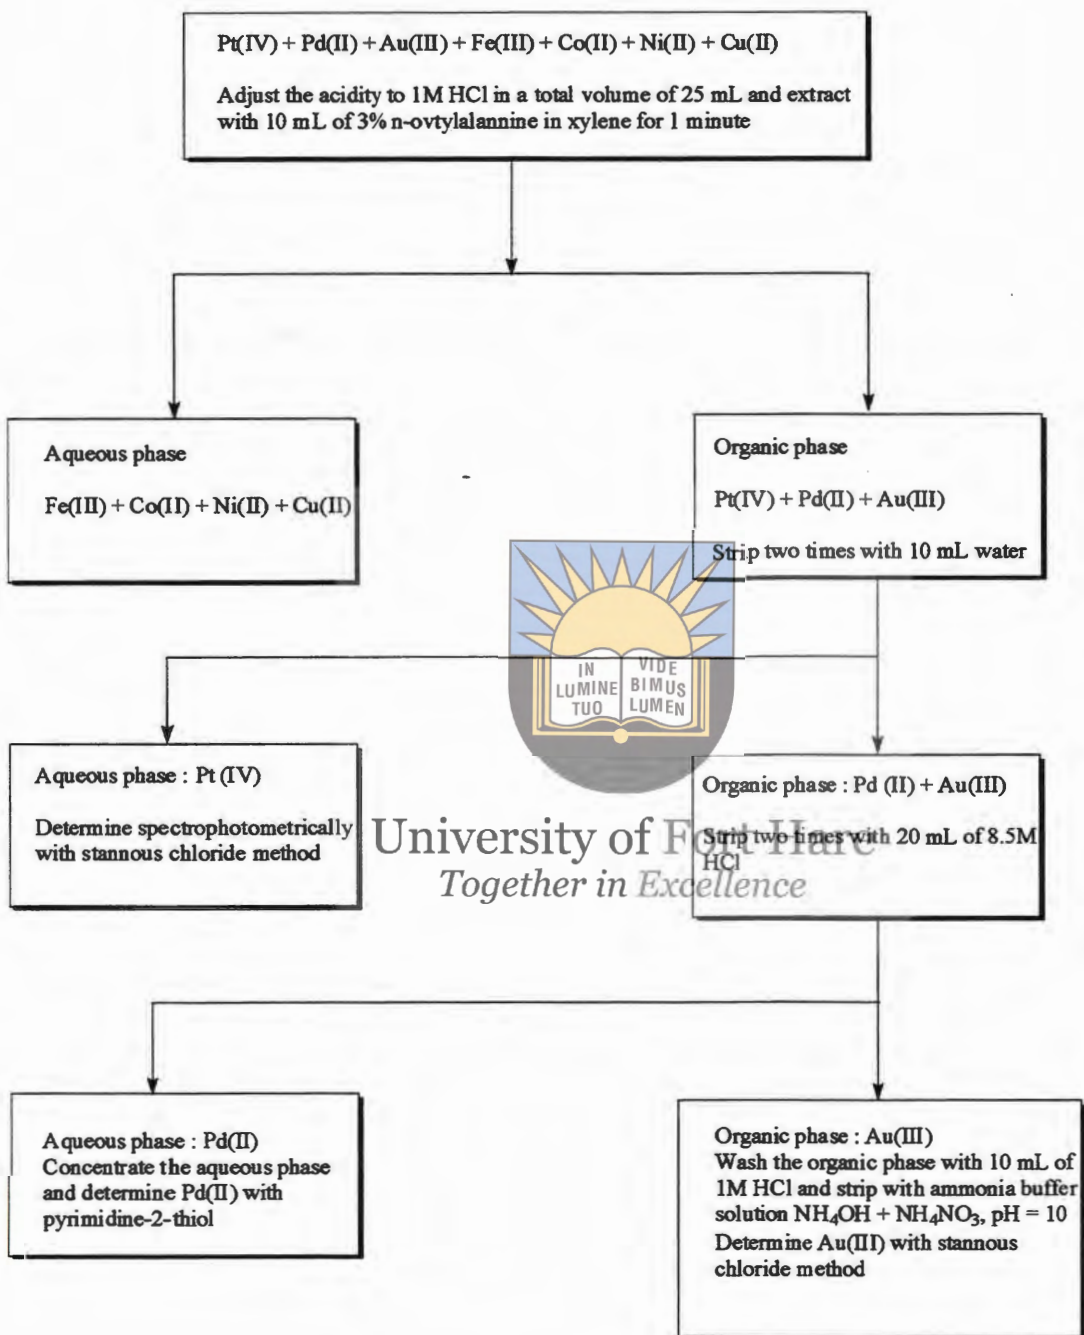 Pt(IV) + Pd(II) + Au(III) + Fe(III) + Co(II) + Ni(II) + Cu(II)
Adjust the acidity to 1M HCl in a total volume of 25 mL and extract
with 10 mL of 3% n-ovtylalannine in xylene for 1 minute
Aqueous phase
Fe(III) + Co(II) + Ni(II) + Cu(II)
Organic phase
Pt(IV) + Pd(II) + Au(III)
Strip two times with 10 mL water
IN
LUMINE
TUO
VIDE
BIMUS
LUMEN
Aqueous phase : Pt (IV)
Determine spectrophotometrically
with stannous chloride method
Organic phase : Pd (II) + Au(III)
Strip two times with 20 mL of 8.5M
HCl
University of Fort Hare
Together in Excellence
Aqueous phase : Pd(II)
Concentrate the aqueous phase
and determine Pd(II) with
pyrimidine-2-thiol
Organic phase : Au(III)
Wash the organic phase with 10 mL of
1M HCl and strip with ammonia buffer
solution NH₄OH + NH₄NO₃, pH = 10
Determine Au(III) with stannous
chloride method